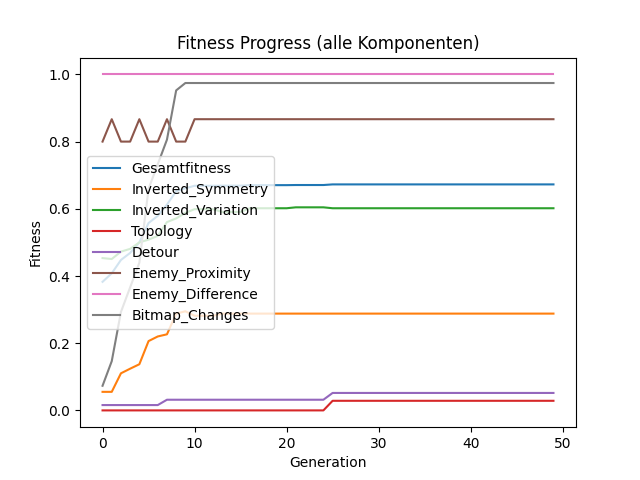 Fitness Progress (alle Komponenten)
1.0
0.8
0.6
0.4
0.2
0.0
Fitness
Gesamtfitness
Inverted_Symmetry
Inverted_Variation
Topology
Detour
Enemy_Proximity
Enemy_Difference
Bitmap_Changes
0
10
20
30
40
50
Generation